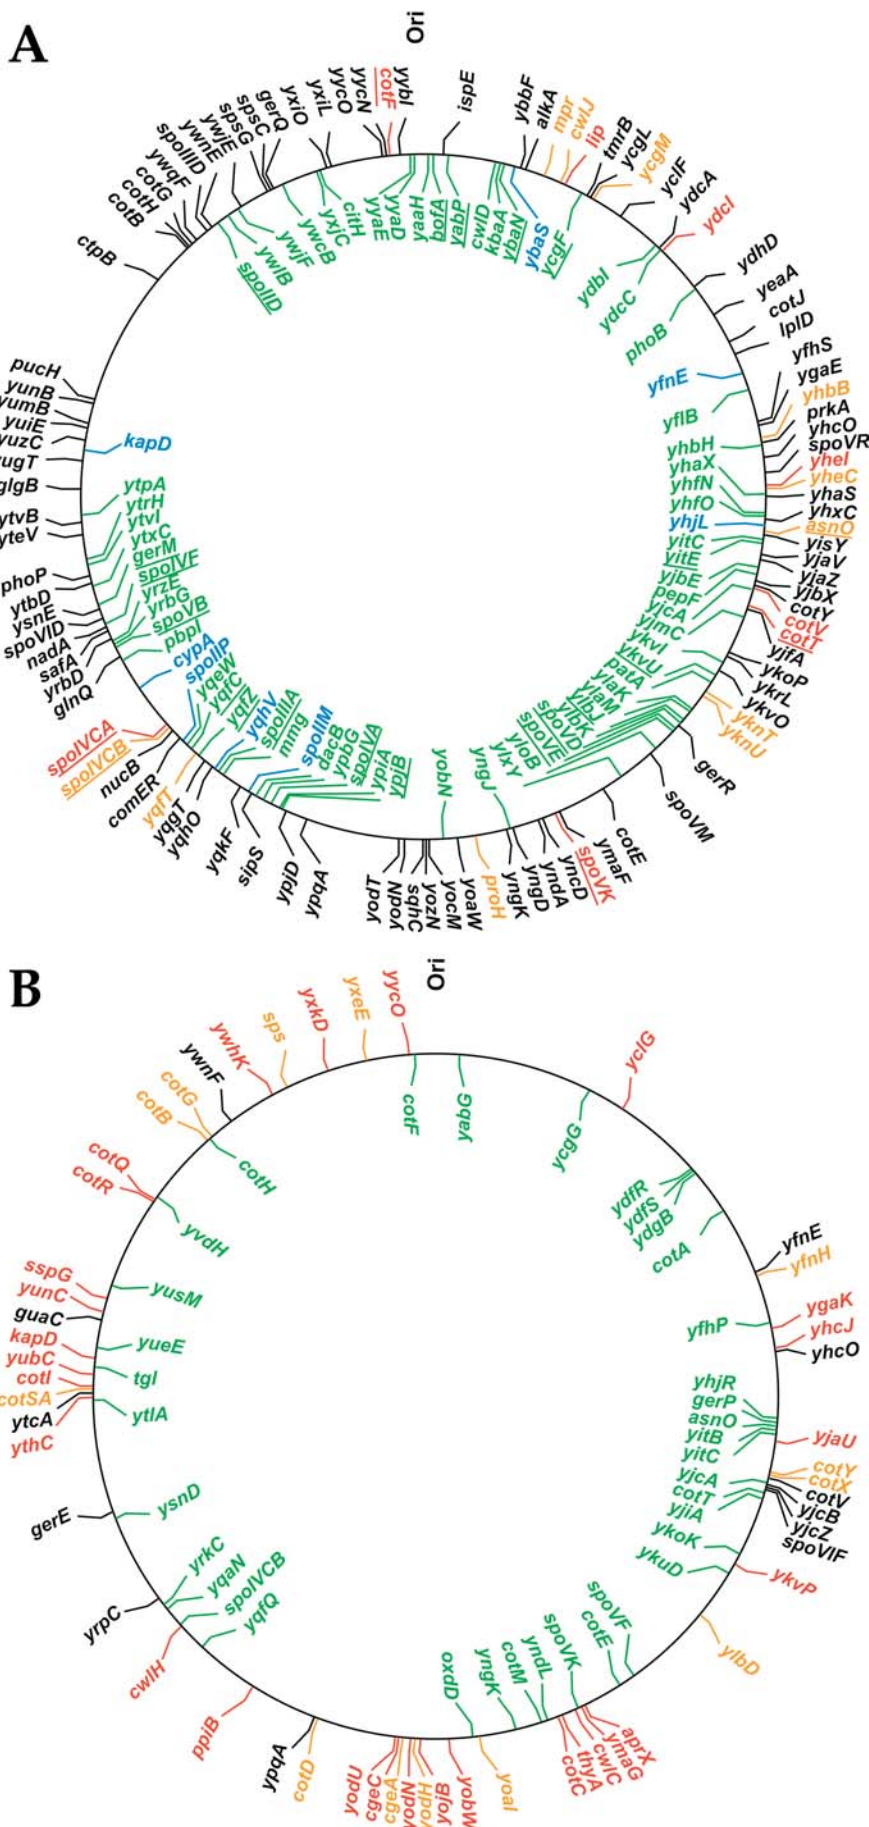 A
Ori
yybI
cotF
yycN
yycO
yxiL
yxiO
gerQ
spsC
spsG
ywjE
ywnE
spoIIID
ywqF
cotG
cotH
cotB
ctpB
pucH
yunB
yumB
yuiE
yuzC
yugT
glgB
ytvB
yteV
phoP
ytbD
ysnE
spoVID
nadA
safA
yrbD
glnQ
spoIVCA
spoIVCB
nucB
comER
yqfT
yqgT
yqhO
yqkF
sipS
ypjD
ypqA
yodT
yodN
sqhC
yozN
yocM
yoaW
proH
yngK
yngD
yndA
yncD
spoVK
ymaF
cotE
spoVM
gerR
yknU
yknT
ykvO
ykrL
ykoP
yjfA
cotT
cotV
cotY
yjbX
yjaZ
yjaV
yisY
asnO
yhxC
yhaS
yheC
yheI
spoVR
yhcO
prkA
yhbB
ygaE
yfhS
lplD
cotJ
yeaA
ydhD
ydcI
ydcA
yclF
ycgM
ycgL
tmrB
lip
cwlJ
mpr
alkA
ybbF
ispE
spoIID
ywlB
ywjF
ywcB
yxjC
citH
yyaE
yyaD
yaaH
bofA
yabP
cwlD
kbaA
ybaN
ybaS
ycgF
ydbI
ydcC
phoB
yfnE
yflB
yhbH
yhaX
yhfN
yhfO
yhjL
yitC
yitE
yjbE
pepF
yjcA
yjmC
ykvI
ykvU
patA
ylaK
ylaM
ylbJ
ylbK
spoVD
spoVE
yloB
ylxY
yngJ
yobN
ypjB
ypiA
spoIVA
ypbG
dacB
spoIIM
mmg
spoIIIA
yqhV
yqfZ
yqfC
yqeW
spoIIP
cypA
pbpI
spoVB
yrbG
yrzE
spoIVF
gerM
ytxC
ytvI
ytrH
ytpA
kapD
B
Ori
yycO
yxeE
yxkD
sps
ywhK
ywnF
cotG
cotB
cotQ
cotR
sspG
yunC
guaC
kapD
yubC
cotI
cotSA
ytcA
ythC
gerE
yrpC
cwlH
ppiB
ypqA
cotD
yodU
cgeC
cgeA
yodN
yodH
yojB
yobW
yoaI
cotC
thyA
cwlC
ymaG
aprX
ylbD
ykvP
spoVIF
yjcZ
yjcB
cotV
cotX
cotY
yjaU
yhcO
yhcJ
ygaK
yfnH
yfnE
yclG
cotF
yabG
ycgG
ydfR
ydfS
ydgB
cotA
yfhP
yhjR
gerP
asnO
yitB
yitC
yjcA
cotT
yjiA
ykoK
ykuD
spoVF
cotE
spoVK
yndL
cotM
yngK
oxdD
yqfQ
spoIVCB
yqaN
yrkC
ysnD
ytlA
tgl
yueE
yusM
yvdH
cotH